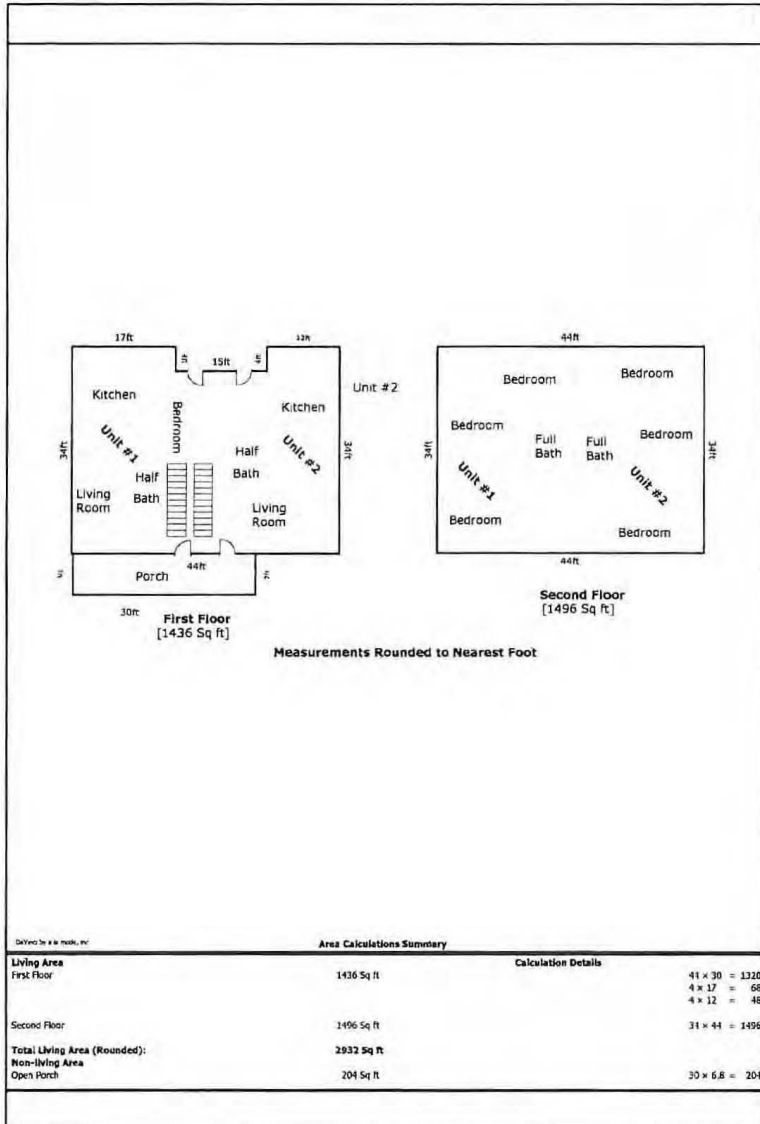 17ft
4ft
15ft
4ft
12ft
44ft
Kitchen
Bedroom
Kitchen
Unit #2
Bedroom
Bedroom
34ft
Unit #1
Half
Bath
Unit #2
34ft
34ft
Bedroom
Full
Bath
Full
Bath
Bedroom
34ft
Half
Bath
Unit #1
Unit #2
Living
Room
Living
Room
Bedroom
Bedroom
44ft
44ft
Porch
30ft
First Floor
[1436 Sq ft]
Second Floor
[1496 Sq ft]
Measurements Rounded to Nearest Foot
Area Calculations Summary
Living Area
Calculation Details
First Floor
1436 Sq ft
44 × 30 = 1320
4 × 17 = 68
4 × 12 = 48
Second Floor
1496 Sq ft
34 × 44 = 1496
Total Living Area (Rounded):
2932 Sq ft
Non-living Area
Open Porch
204 Sq ft
30 × 6.8 = 204